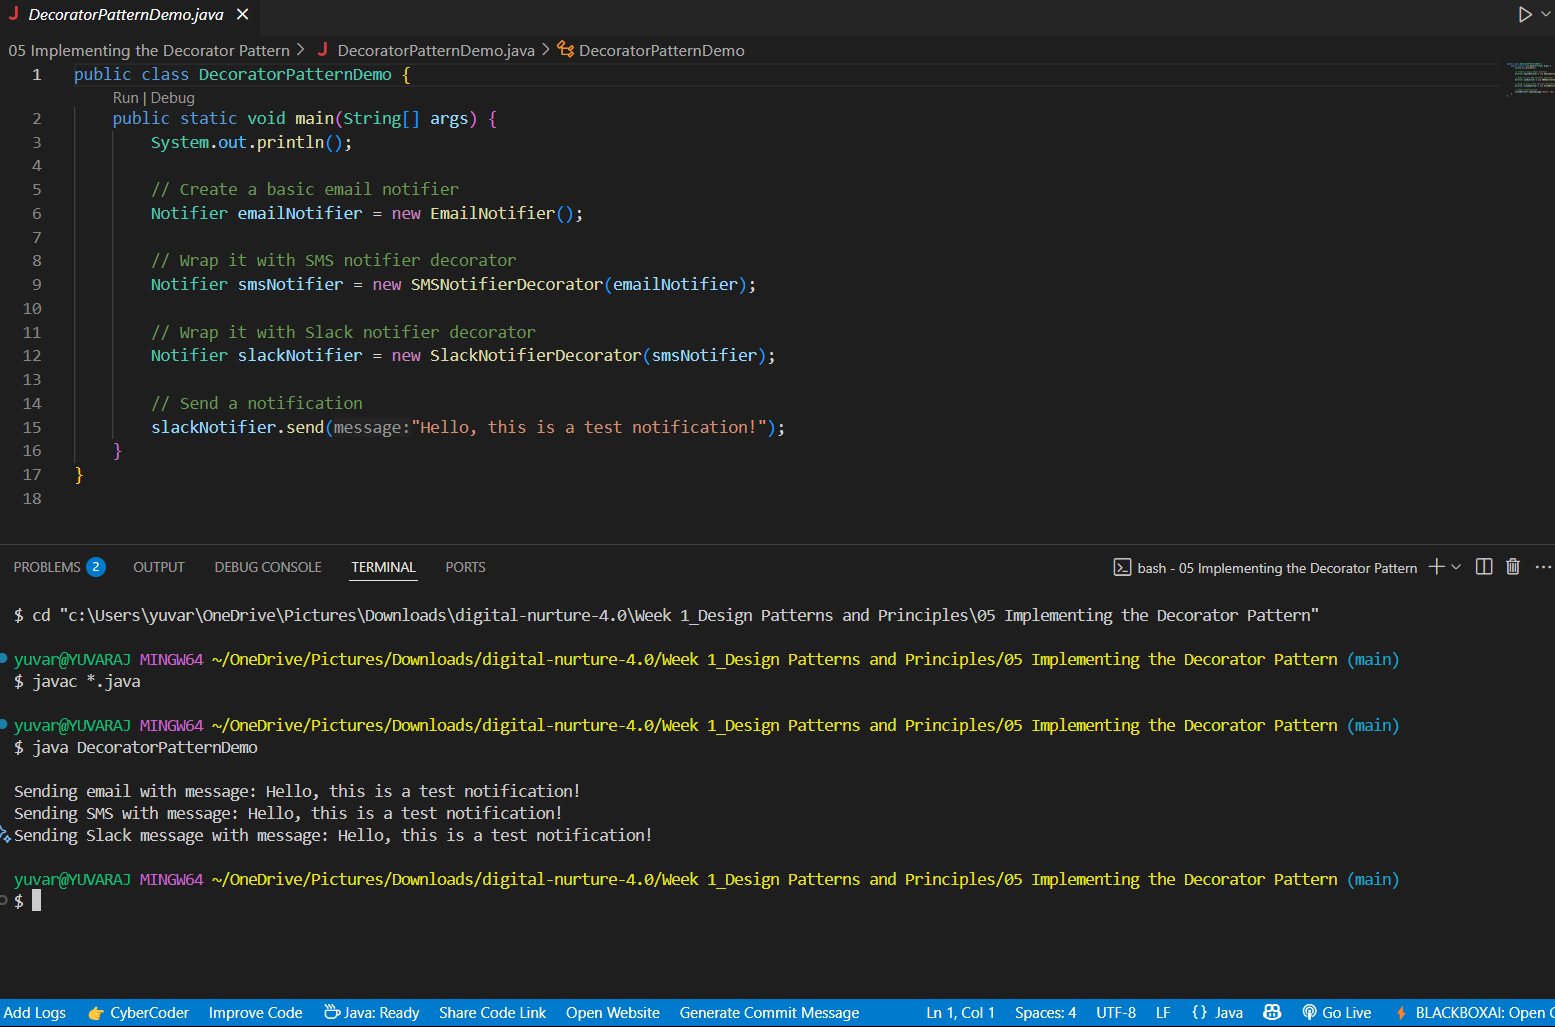 J DecoratorPatternDemo.java ×
05 Implementing the Decorator Pattern > J DecoratorPatternDemo.java > DecoratorPatternDemo
1 public class DecoratorPatternDemo {
Run | Debug
2 public static void main(String[] args) {
3 System.out.println();
4
5 // Create a basic email notifier
6 Notifier emailNotifier = new EmailNotifier();
7
8 // Wrap it with SMS notifier decorator
9 Notifier smsNotifier = new SMSNotifierDecorator(emailNotifier);
10
11 // Wrap it with Slack notifier decorator
12 Notifier slackNotifier = new SlackNotifierDecorator(smsNotifier);
13
14 // Send a notification
15 slackNotifier.send(message:"Hello, this is a test notification!");
16 }
17 }
18
PROBLEMS 2 OUTPUT DEBUG CONSOLE TERMINAL PORTS bash - 05 Implementing the Decorator Pattern
$ cd "c:\Users\yuvar\OneDrive\Pictures\Downloads\digital-nurture-4.0\Week 1_Design Patterns and Principles\05 Implementing the Decorator Pattern"
yuvar@YUVARAJ MINGW64 ~/OneDrive/Pictures/Downloads/digital-nurture-4.0/Week 1_Design Patterns and Principles/05 Implementing the Decorator Pattern (main)
$ javac *.java
yuvar@YUVARAJ MINGW64 ~/OneDrive/Pictures/Downloads/digital-nurture-4.0/Week 1_Design Patterns and Principles/05 Implementing the Decorator Pattern (main)
$ java DecoratorPatternDemo
Sending email with message: Hello, this is a test notification!
Sending SMS with message: Hello, this is a test notification!
Sending Slack message with message: Hello, this is a test notification!
yuvar@YUVARAJ MINGW64 ~/OneDrive/Pictures/Downloads/digital-nurture-4.0/Week 1_Design Patterns and Principles/05 Implementing the Decorator Pattern (main)
$
Add Logs CyberCoder Improve Code Java: Ready Share Code Link Open Website Generate Commit Message Ln 1, Col 1 Spaces: 4 UTF-8 LF {} Java Go Live BLACKBOXAI: Open